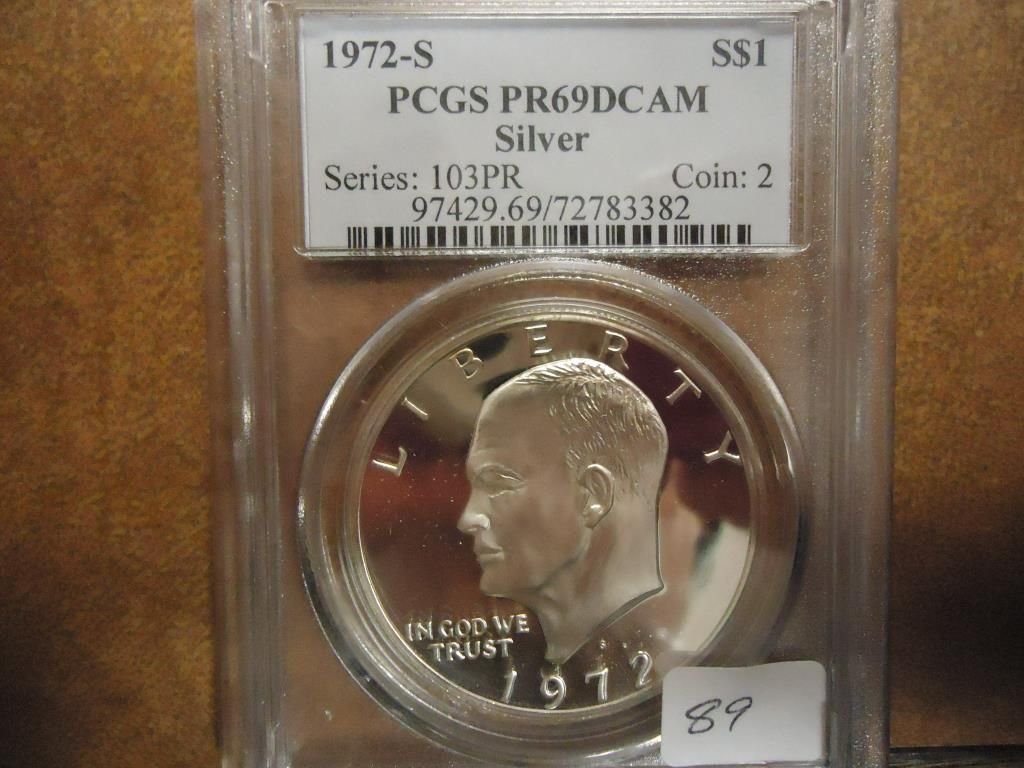 1972-S S$1
PCGS PR69DCAM
Silver
Series: 103PR Coin: 2
97429.69/72783382
LIBERTY
IN GOD WE
TRUST
S
1972
89